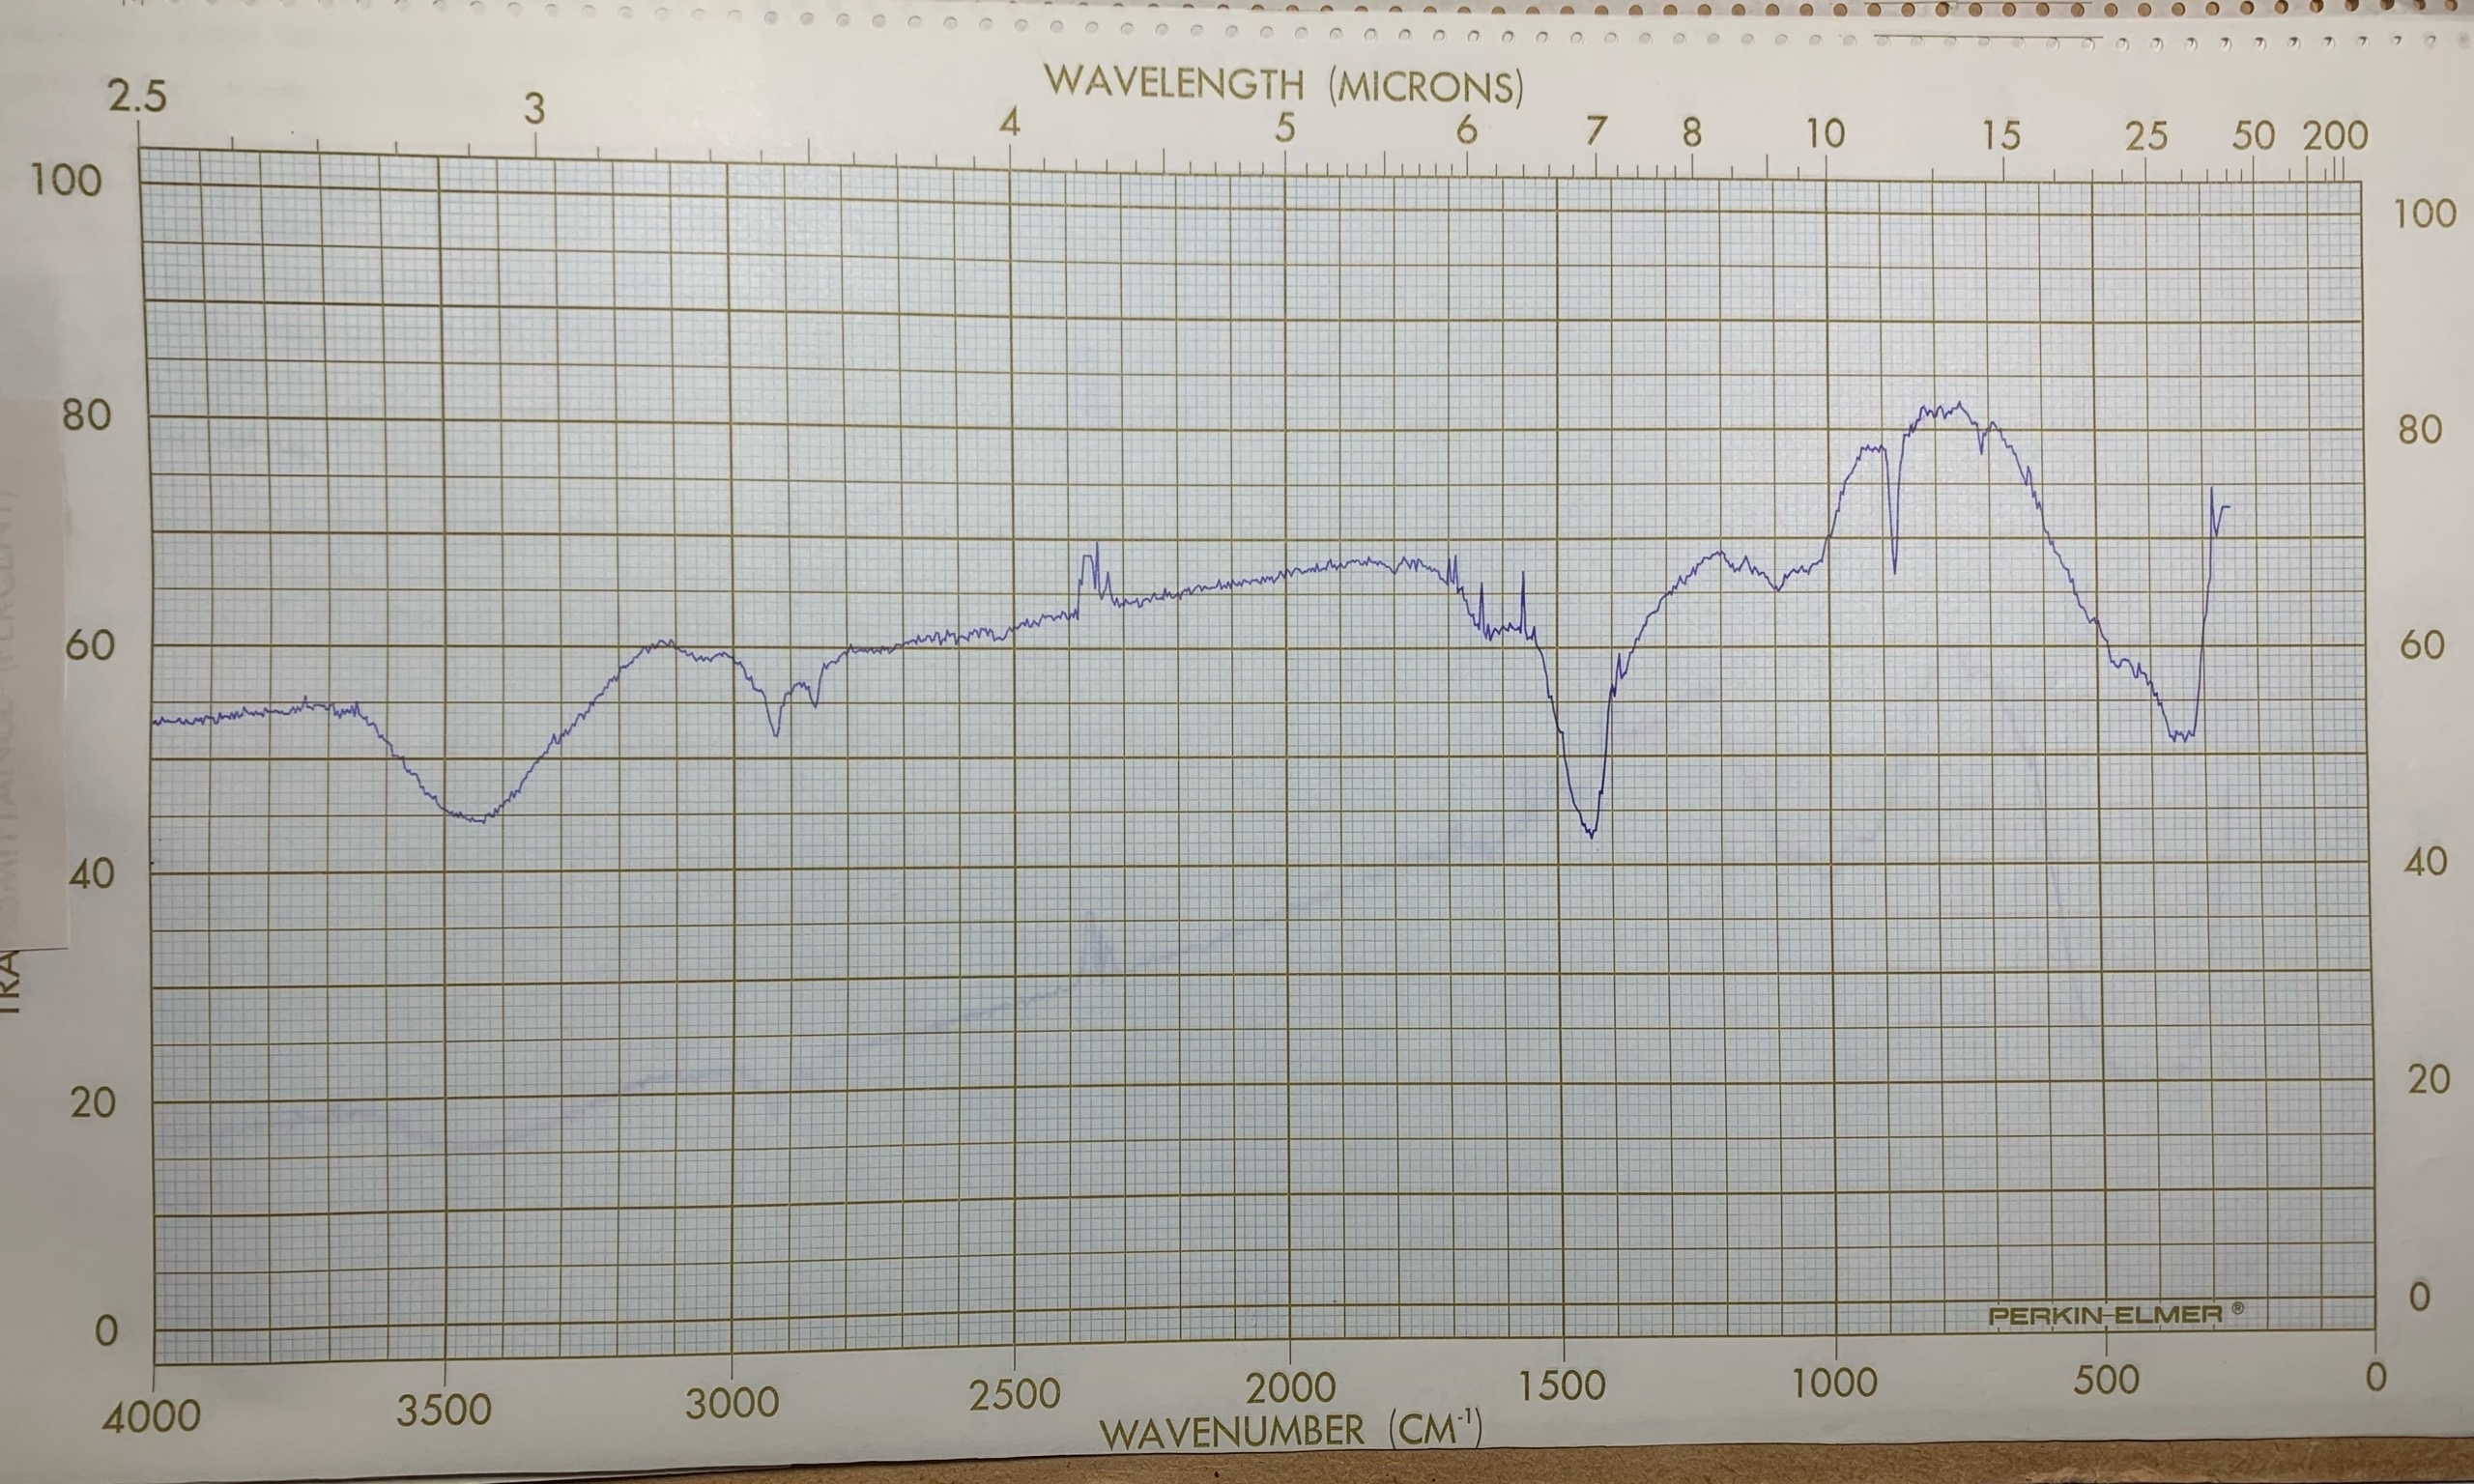 WAVELENGTH (MICRONS)
2.5 3 4 5 6 7 8 10 15 25 50 200
100 100
80 80
60 60
40 40
TRA
20 20
0 0
PERKIN-ELMER ®
4000 3500 3000 2500 2000 1500 1000 500 0
WAVENUMBER (CM⁻¹)